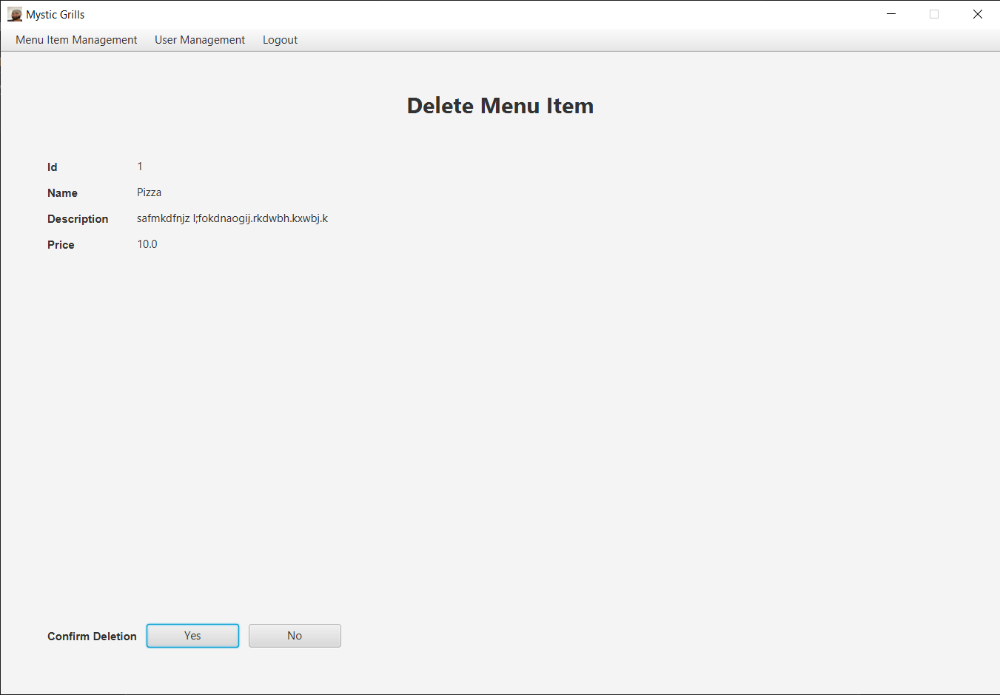 Mystic Grills
Menu Item Management User Management Logout
Delete Menu Item
Id 1
Name Pizza
Description safmkdfnjz l;fokdnaogij.rkdwbh.kxwbj.k
Price 10.0
Confirm Deletion Yes No